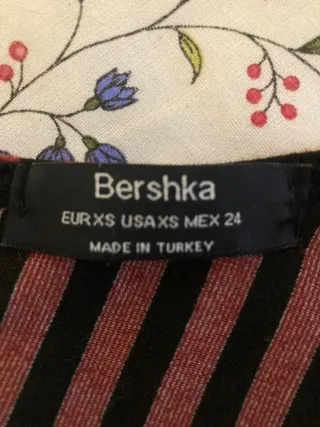 Bershka
EUR XS USA XS MEX 24
MADE IN TURKEY